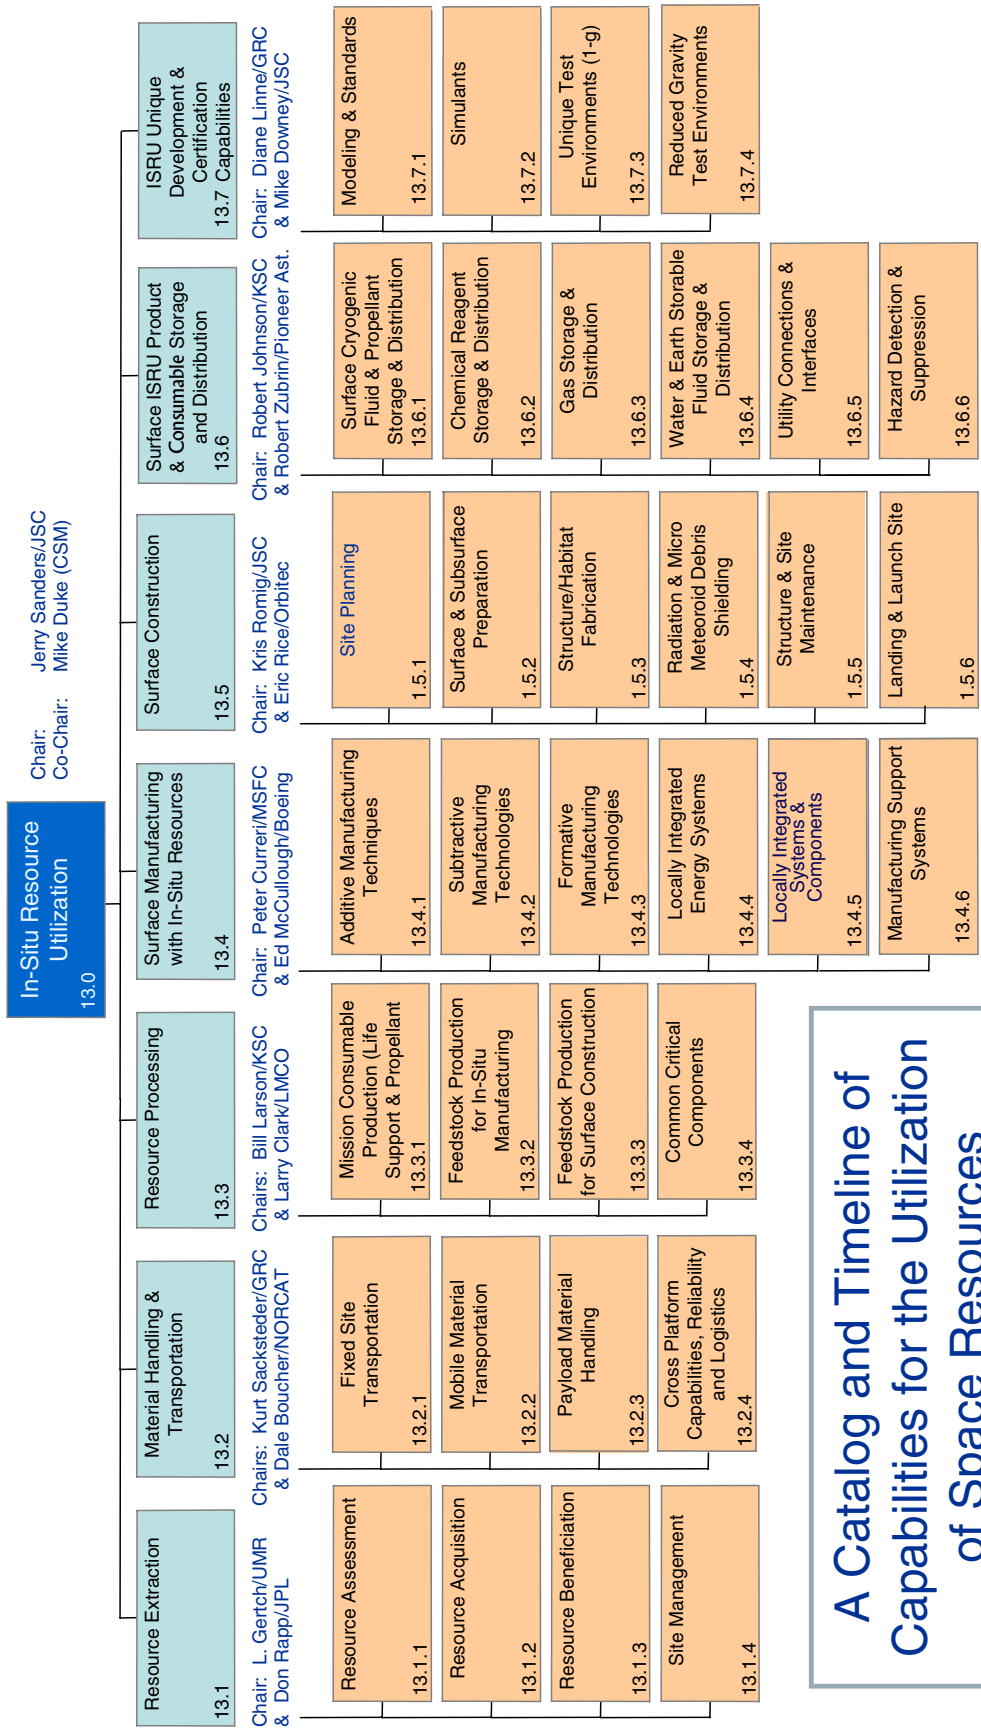 In-Situ Resource
Utilization
13.0
Chair: Jerry Sanders/JSC
Co-Chair: Mike Duke (CSM)
Resource Extraction
13.1
Chair: L. Gertch/UMR
& Don Rapp/JPL
Resource Assessment
13.1.1
Resource Acquisition
13.1.2
Resource Beneficiation
13.1.3
Site Management
13.1.4
Material Handling &
Transportation
13.2
Chairs: Kurt Sacksteder/GRC
& Dale Boucher/NORCAT
Fixed Site
Transportation
13.2.1
Mobile Material
Transportation
13.2.2
Payload Material
Handling
13.2.3
Cross Platform
Capabilities, Reliability
and Logistics
13.2.4
Resource Processing
13.3
Chairs: Bill Larson/KSC
& Larry Clark/LMCO
Mission Consumable
Production (Life
Support & Propellant
13.3.1
Feedstock Production
for In-Situ
Manufacturing
13.3.2
Feedstock Production
for Surface Construction
13.3.3
Common Critical
Components
13.3.4
Surface Manufacturing
with In-Situ Resources
13.4
Chair: Peter Curreri/MSFC
& Ed McCullough/Boeing
Additive Manufacturing
Techniques
13.4.1
Subtractive
Manufacturing
Technologies
13.4.2
Formative
Manufacturing
Technologies
13.4.3
Locally Integrated
Energy Systems
13.4.4
Locally Integrated
Systems &
Components
13.4.5
Manufacturing Support
Systems
13.4.6
Surface Construction
13.5
Chair: Kris Romig/JSC
& Eric Rice/Orbitec
Site Planning
1.5.1
Surface & Subsurface
Preparation
1.5.2
Structure/Habitat
Fabrication
1.5.3
Radiation & Micro
Meteoroid Debris
Shielding
1.5.4
Structure & Site
Maintenance
1.5.5
Landing & Launch Site
1.5.6
Surface ISRU Product
& Consumable Storage
and Distribution
13.6
Chair: Robert Johnson/KSC
& Robert Zubrin/Pioneer Ast.
Surface Cryogenic
Fluid & Propellant
Storage & Distribution
13.6.1
Chemical Reagent
Storage & Distribution
13.6.2
Gas Storage &
Distribution
13.6.3
Water & Earth Storable
Fluid Storage &
Distribution
13.6.4
Utility Connections &
Interfaces
13.6.5
Hazard Detection &
Suppression
13.6.6
ISRU Unique
Development &
Certification
13.7 Capabilities
Chair: Diane Linne/GRC
& Mike Downey/JSC
Modeling & Standards
13.7.1
Simulants
13.7.2
Unique Test
Environments (1-g)
13.7.3
Reduced Gravity
Test Environments
13.7.4
A Catalog and Timeline of
Capabilities for the Utilization
of Space Resources